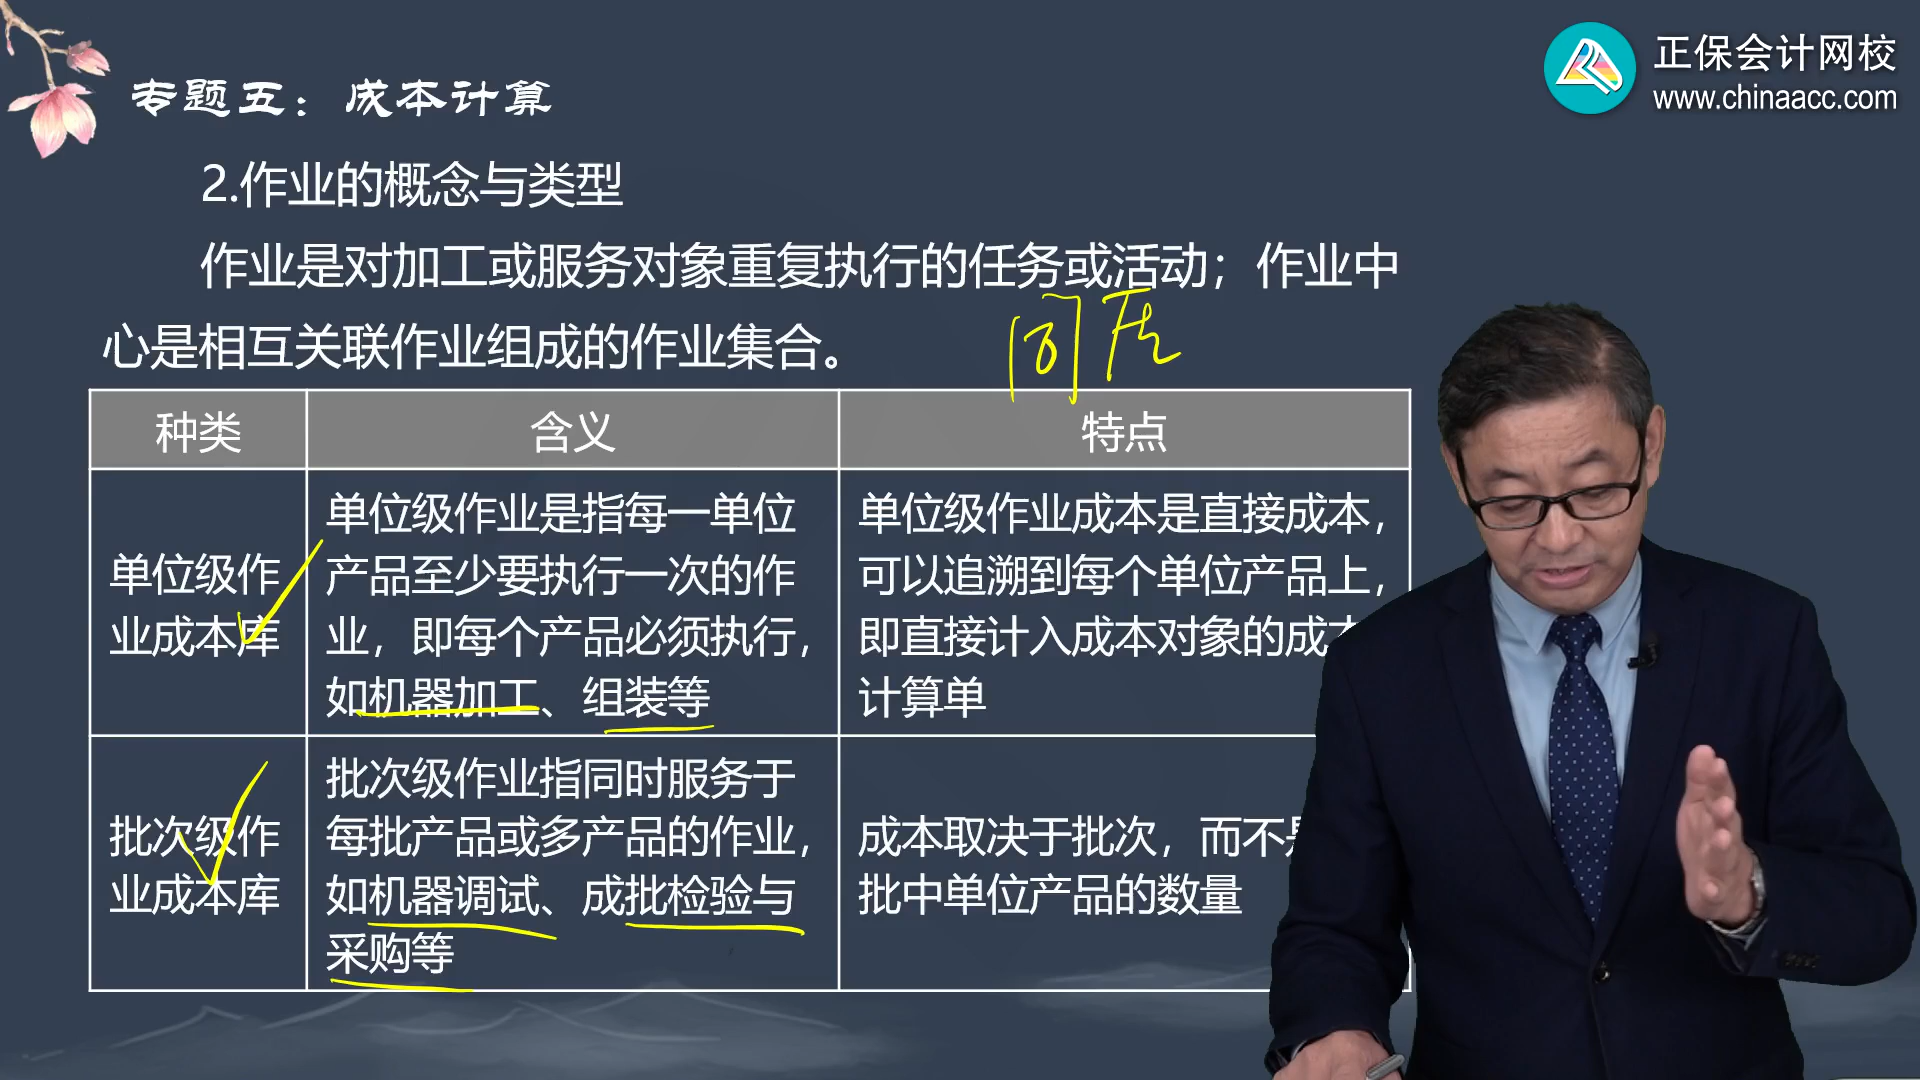 正保会计网校
www.chinaacc.com
专题五：成本计算
2.作业的概念与类型
作业是对加工或服务对象重复执行的任务或活动；作业中
心是相互关联作业组成的作业集合。
同质
种类
含义
特点
单位级作
业成本库
单位级作业是指每一单位
产品至少要执行一次的作
业，即每个产品必须执行，
如机器加工、组装等
单位级作业成本是直接成本，
可以追溯到每个单位产品上，
即直接计入成本对象的成本
计算单
批次级作
业成本库
批次级作业指同时服务于
每批产品或多产品的作业，
如机器调试、成批检验与
采购等
成本取决于批次，而不是
批中单位产品的数量